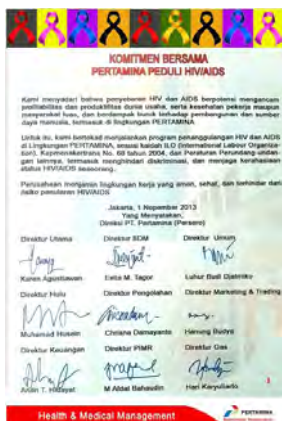 KOMITMEN BERSAMA
PERTAMINA PEDULI HIV/AIDS
Kami menyadari bahwa penyebaran HIV dan AIDS berpotensi mengancam
profitabilitas dan produktifitas dunia usaha, serta kesehatan pekerja maupun
masyarakat luas, dan berdampak buruk terhadap pembangunan dan sumber
daya manusia, termasuk di lingkungan PERTAMINA.
Untuk itu, kami bertekad menjalankan program penanggulangan HIV dan AIDS
di Lingkungan PERTAMINA, sesuai kaidah ILO (International Labour Organiza-
tion), Kepmenakertrans No. 68 tahun 2004, dan Peraturan Perundang-undan-
gan lainnya, termasuk menghindari diskriminasi, dan menjaga kerahasiaan
status HIV/AIDS seseorang.
Perusahaan menjamin lingkungan kerja yang aman, sehat, dan terhindar dari
risiko penularan HIV/AIDS
Jakarta, 1 Nopember 2013
Yang Menyatakan,
Direksi PT. Pertamina (Persero)
Direktur Utama Direktur SDM Direktur Umum
Karen Agustiawan Evita M. Tagor Luhur Budi Djatmiko
Direktur Hulu Direktur Pengolahan Direktur Marketing & Trading
Muhamad Husein Chrisna Damayanto Hanung Budya
Direktur Keuangan Direktur PIMR Direktur Gas
Andri T. Hidayat M Afdal Bahaudin Hari Karyuliarto
Health & Medical Management
PERTAMINA